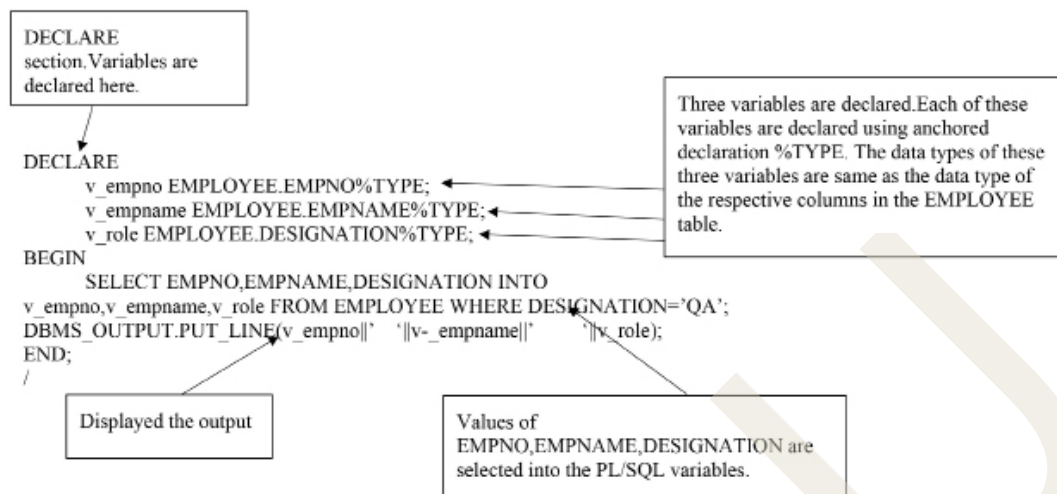 DECLARE
section.Variables are
declared here.
Three variables are declared.Each of these
variables are declared using anchored
declaration %TYPE. The data types of these
three variables are same as the data type of
the respective columns in the EMPLOYEE
table.
DECLARE
v_empno EMPLOYEE.EMPNO%TYPE;
v_empname EMPLOYEE.EMPNAME%TYPE;
v_role EMPLOYEE.DESIGNATION%TYPE;
BEGIN
SELECT EMPNO,EMPNAME,DESIGNATION INTO
v_empno,v_empname,v_role FROM EMPLOYEE WHERE DESIGNATION=’QA’;
DBMS_OUTPUT.PUT_LINE(v_empno||’ ‘||v-_empname||’ ‘||v_role);
END;
/
Displayed the output
Values of
EMPNO,EMPNAME,DESIGNATION are
selected into the PL/SQL variables.